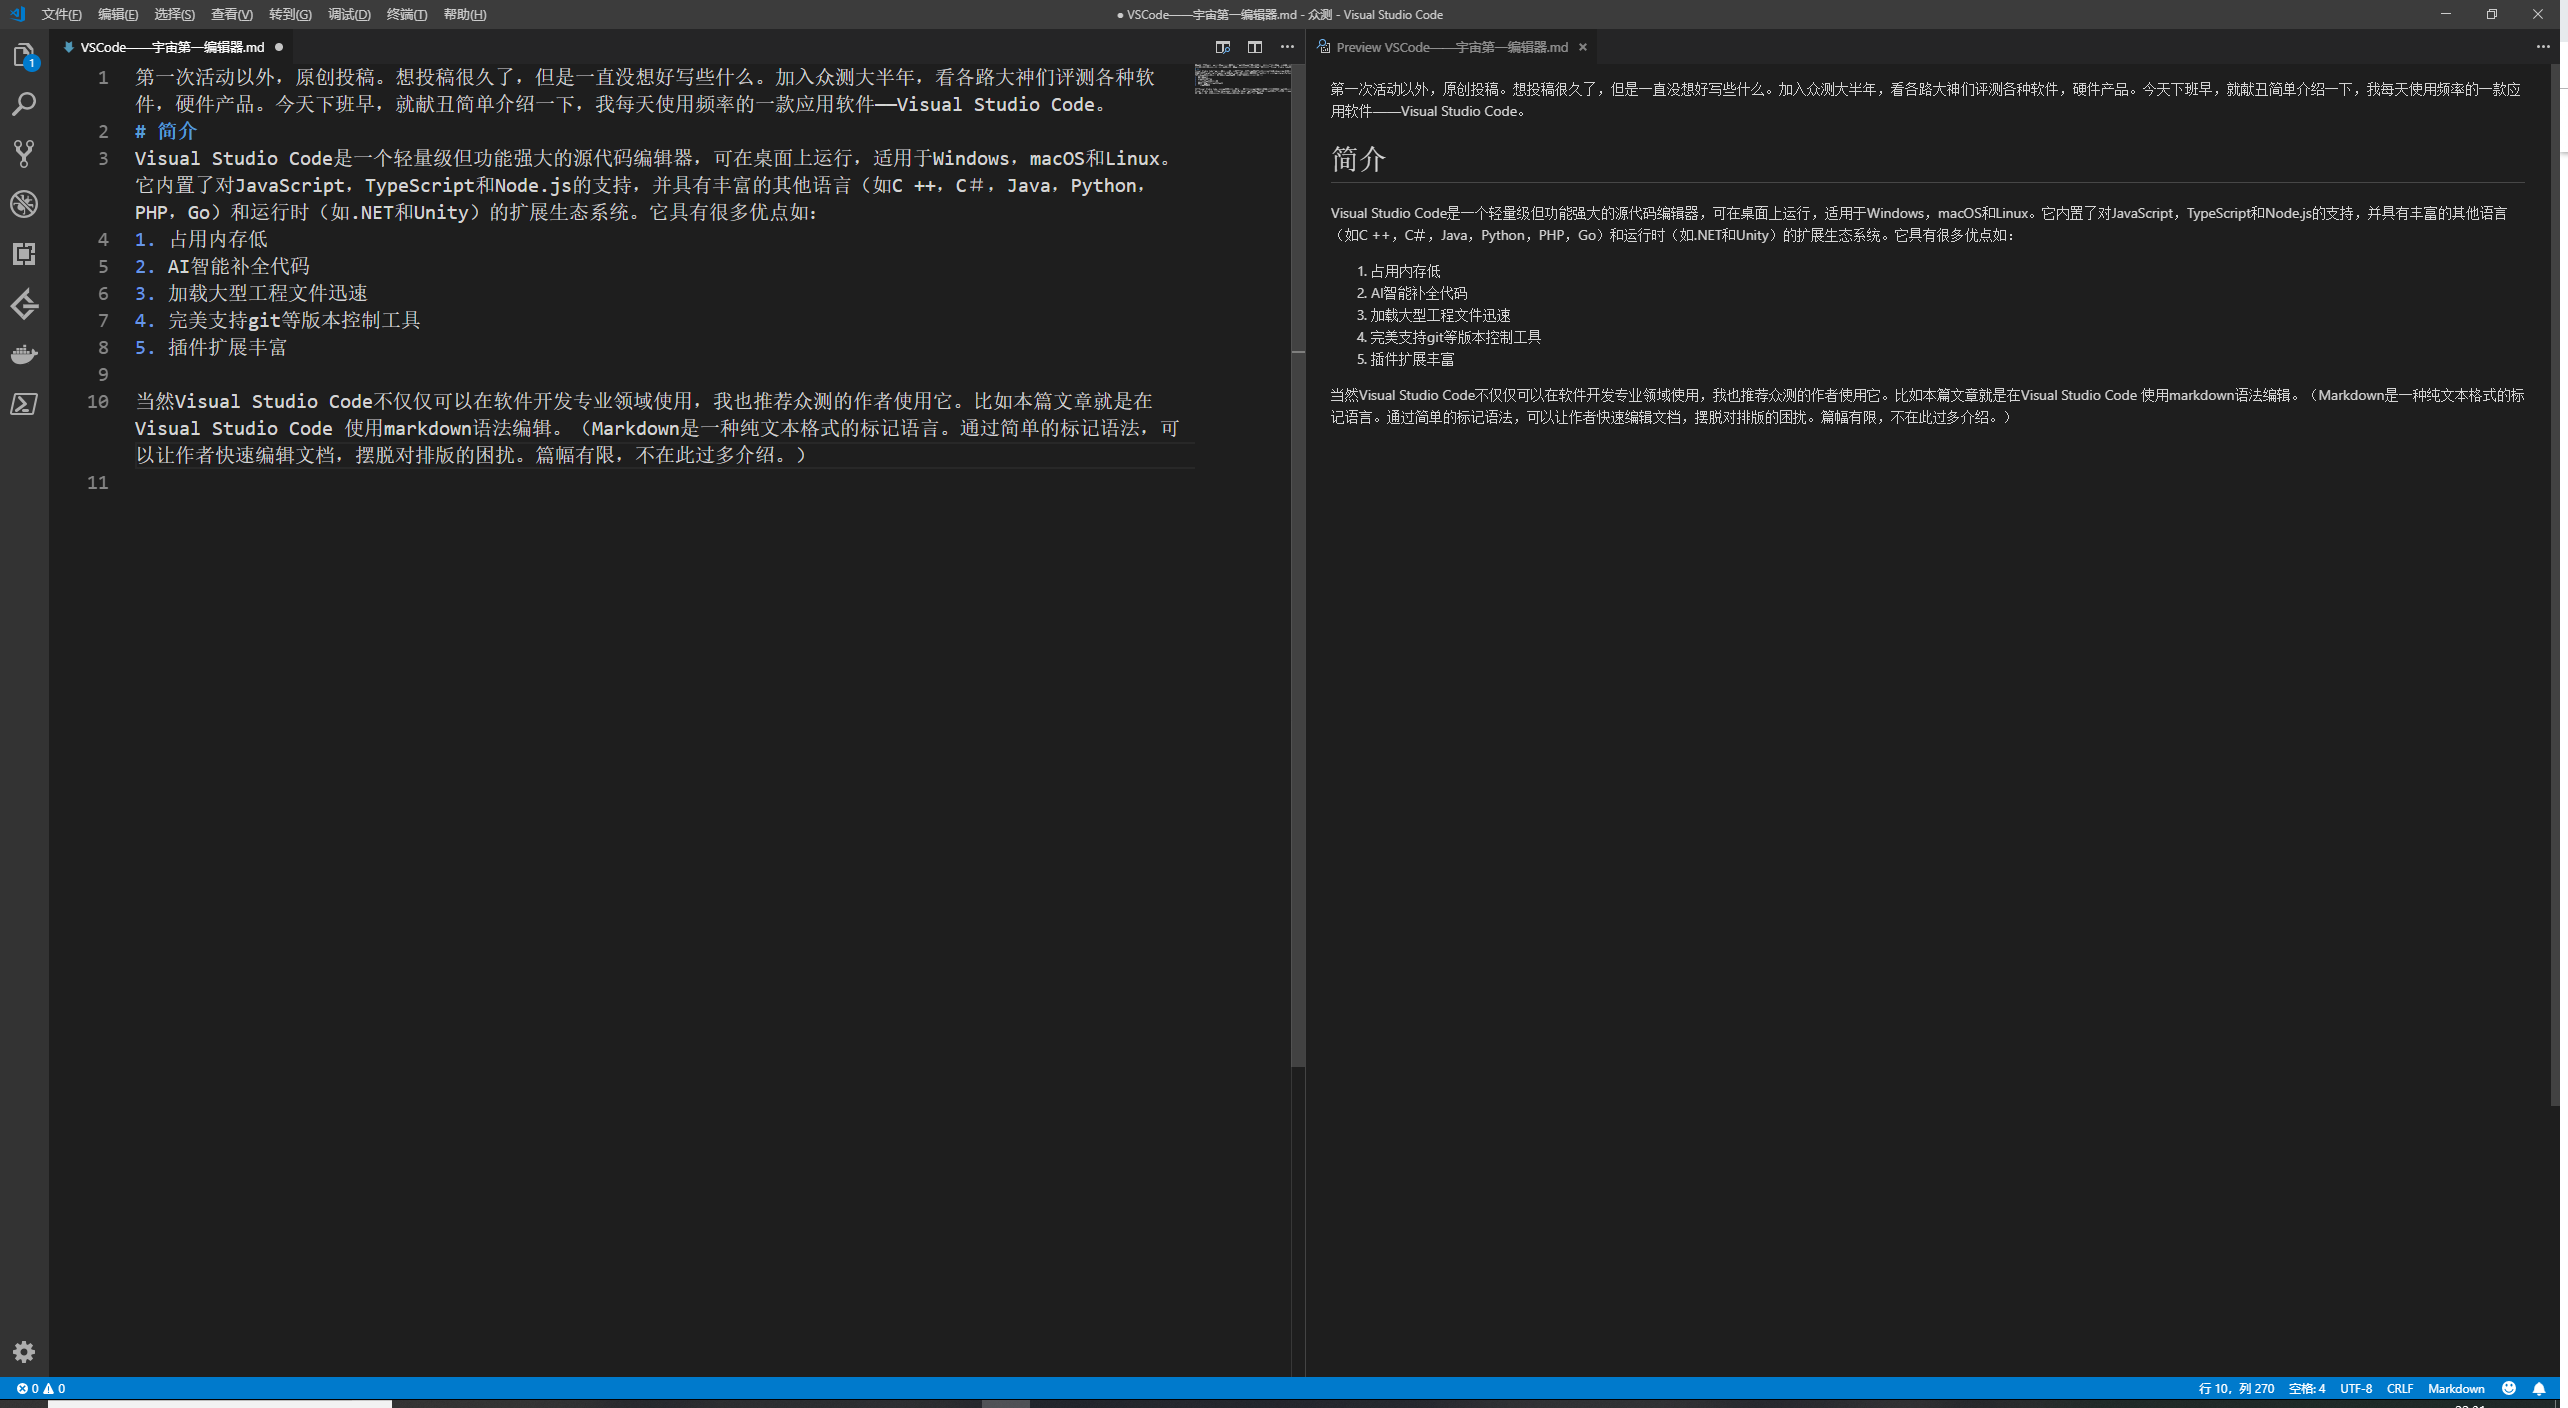 文件(F) 编辑(E) 选择(S) 查看(V) 转到(G) 调试(D) 终端(T) 帮助(H)
● VSCode——宇宙第一编辑器.md - 众测 - Visual Studio Code
VSCode——宇宙第一编辑器.md ●
1
1 第一次活动以外，原创投稿。想投稿很久了，但是一直没想好写些什么。加入众测大半年，看各路大神们评测各种软
件，硬件产品。今天下班早，就献丑简单介绍一下，我每天使用频率的一款应用软件——Visual Studio Code。
2 # 简介
3 Visual Studio Code是一个轻量级但功能强大的源代码编辑器，可在桌面上运行，适用于Windows，macOS和Linux。
它内置了对JavaScript，TypeScript和Node.js的支持，并具有丰富的其他语言（如C ++，C＃，Java，Python，
PHP，Go）和运行时（如.NET和Unity）的扩展生态系统。它具有很多优点如：
4 1. 占用内存低
5 2. AI智能补全代码
6 3. 加载大型工程文件迅速
7 4. 完美支持git等版本控制工具
8 5. 插件扩展丰富
9
10 当然Visual Studio Code不仅仅可以在软件开发专业领域使用，我也推荐众测的作者使用它。比如本篇文章就是在
Visual Studio Code 使用markdown语法编辑。（Markdown是一种纯文本格式的标记语言。通过简单的标记语法，可
以让作者快速编辑文档，摆脱对排版的困扰。篇幅有限，不在此过多介绍。）
11
Preview VSCode——宇宙第一编辑器.md ×
第一次活动以外，原创投稿。想投稿很久了，但是一直没想好写些什么。加入众测大半年，看各路大神们评测各种软件，硬件产品。今天下班早，就献丑简单介绍一下，我每天使用频率的一款应
用软件——Visual Studio Code。
简介
Visual Studio Code是一个轻量级但功能强大的源代码编辑器，可在桌面上运行，适用于Windows，macOS和Linux。它内置了对JavaScript，TypeScript和Node.js的支持，并具有丰富的其他语言
（如C ++，C＃，Java，Python，PHP，Go）和运行时（如.NET和Unity）的扩展生态系统。它具有很多优点如：
1. 占用内存低
2. AI智能补全代码
3. 加载大型工程文件迅速
4. 完美支持git等版本控制工具
5. 插件扩展丰富
当然Visual Studio Code不仅仅可以在软件开发专业领域使用，我也推荐众测的作者使用它。比如本篇文章就是在Visual Studio Code 使用markdown语法编辑。（Markdown是一种纯文本格式的标
记语言。通过简单的标记语法，可以让作者快速编辑文档，摆脱对排版的困扰。篇幅有限，不在此过多介绍。）
0 0
行 10，列 270 空格: 4 UTF-8 CRLF Markdown